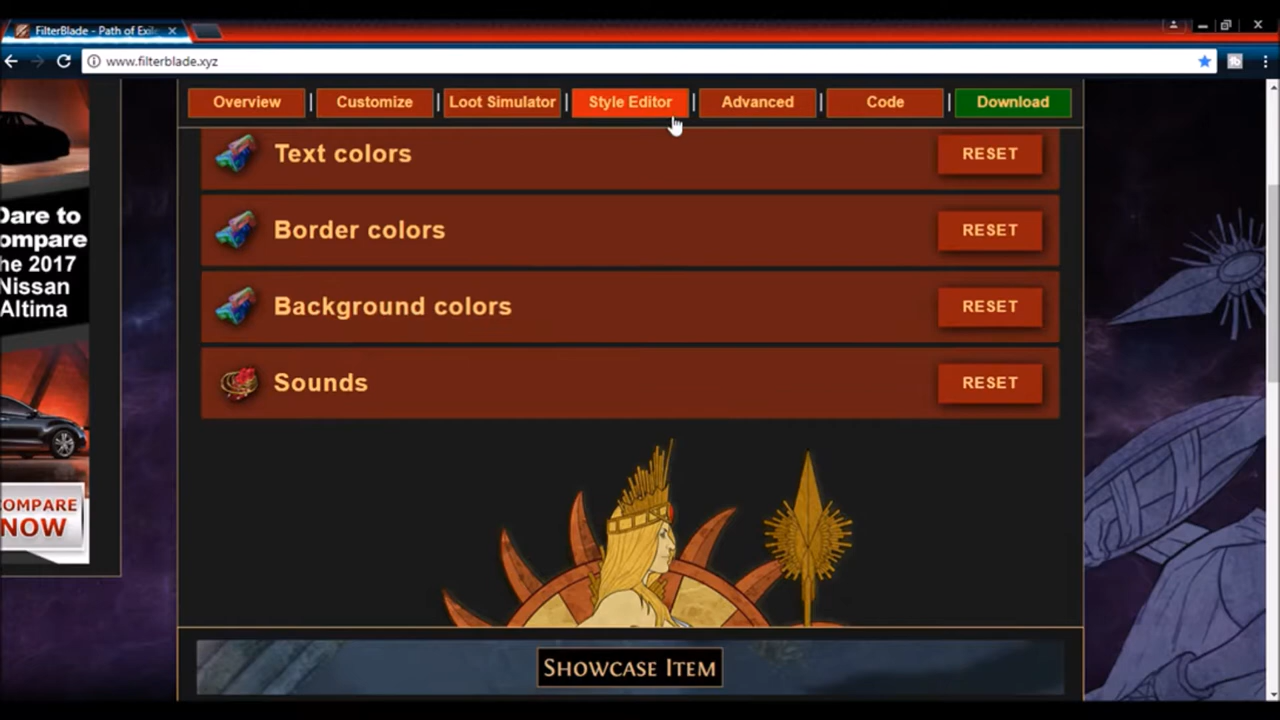 FilterBlade - Path of Exile
www.filterblade.xyz
Overview | Customize | Loot Simulator | Style Editor | Advanced | Code | Download
Text colors RESET
Border colors RESET
Background colors RESET
Sounds RESET
Dare to
ompare
he 2017
Nissan
Altima
OMPARE
NOW
SHOWCASE ITEM